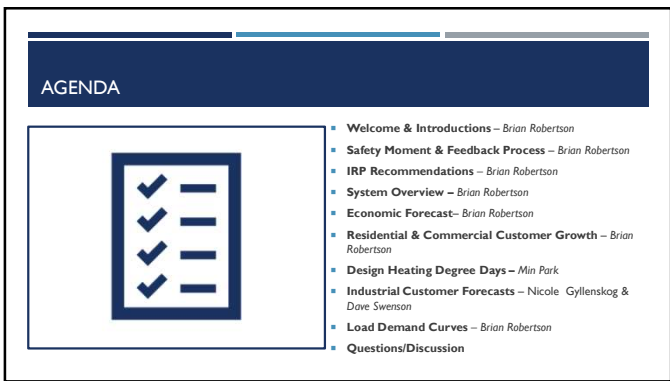 AGENDA
Welcome & Introductions – Brian Robertson
Safety Moment & Feedback Process – Brian Robertson
IRP Recommendations – Brian Robertson
System Overview – Brian Robertson
Economic Forecast– Brian Robertson
Residential & Commercial Customer Growth – Brian
Robertson
Design Heating Degree Days – Min Park
Industrial Customer Forecasts – Nicole Gyllenskog &
Dave Swenson
Load Demand Curves – Brian Robertson
Questions/Discussion